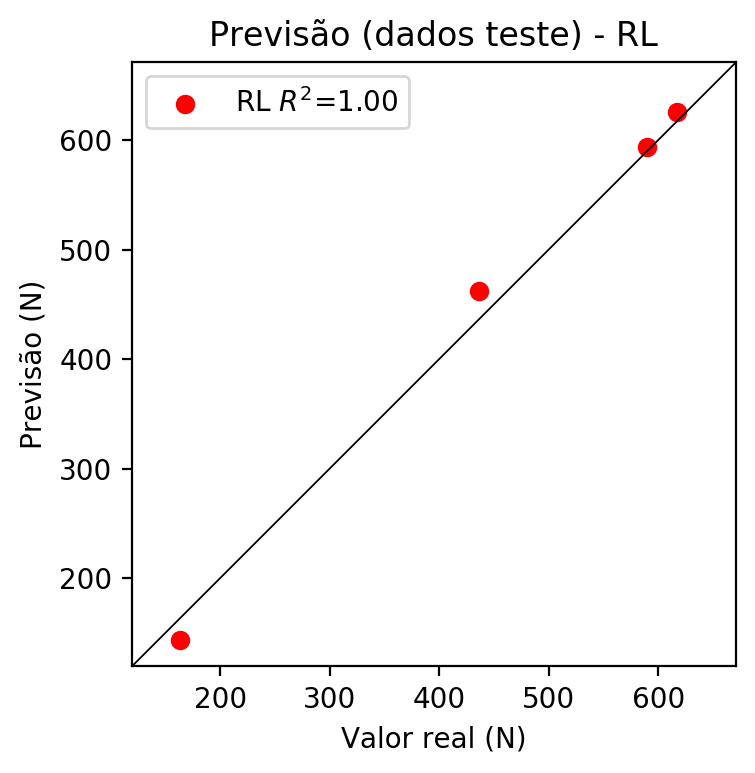 Previsão (dados teste) - RL
RL R²=1.00
Previsão (N)
600
500
400
300
200
200 300 400 500 600
Valor real (N)